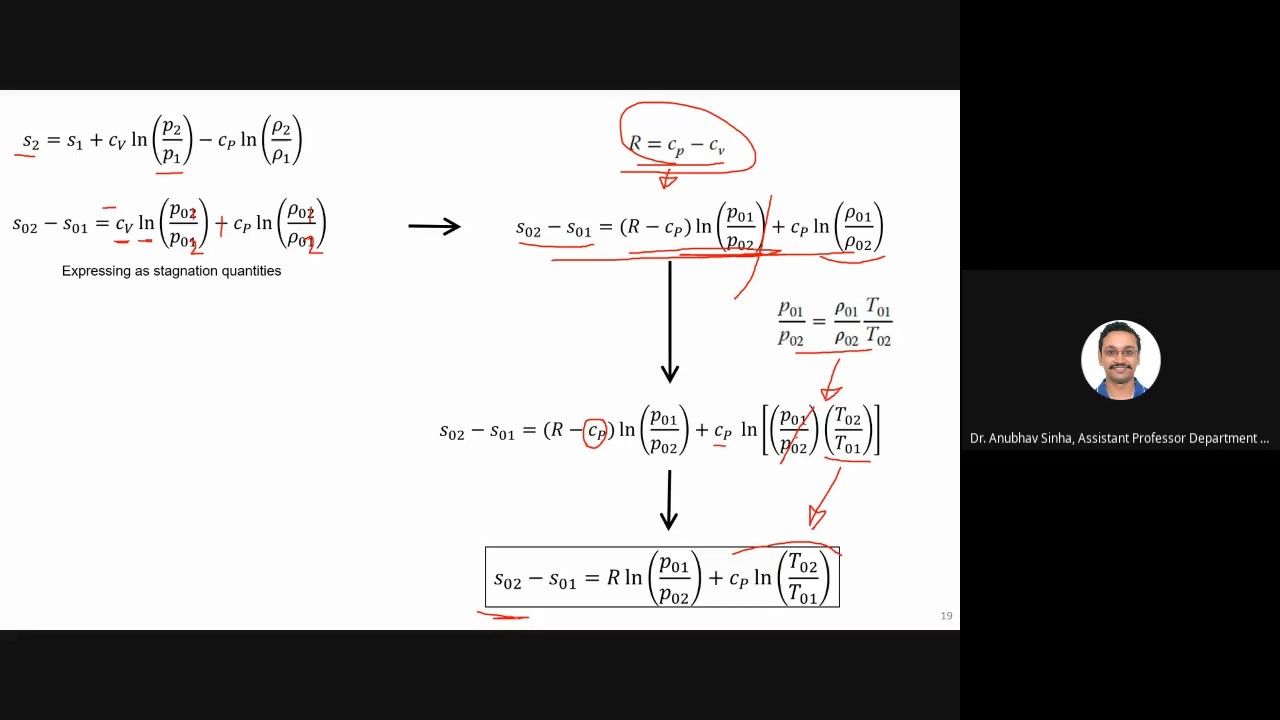 s₂ = s₁ + c_V ln(p₂/p₁) − c_P ln(ρ₂/ρ₁)
R = c_p − c_v
s₀₂ − s₀₁ = c_V ln(p₀₂/p₀₁) − c_P ln(ρ₀₂/ρ₀₁)
s₀₂ − s₀₁ = (R − c_P) ln(p₀₁/p₀₂) + c_P ln(ρ₀₁/ρ₀₂)
Expressing as stagnation quantities
p₀₁/p₀₂ = ρ₀₁/ρ₀₂ T₀₁/T₀₂
s₀₂ − s₀₁ = (R − c_P) ln(p₀₁/p₀₂) + c_P ln[(p₀₁/p₀₂)(T₀₂/T₀₁)]
Dr. Anubhav Sinha, Assistant Professor Department ...
s₀₂ − s₀₁ = R ln(p₀₁/p₀₂) + c_P ln(T₀₂/T₀₁)
19